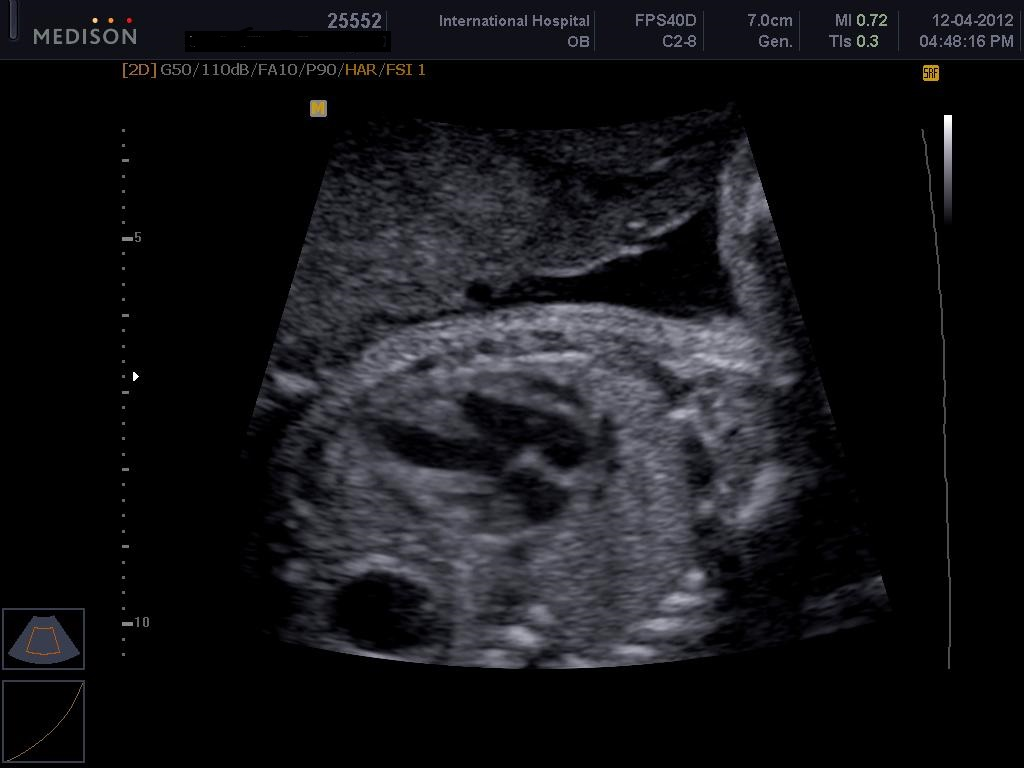 MEDISON
25552
International Hospital
OB
FPS40D
C2-8
7.0cm
Gen.
MI 0.72
TIs 0.3
12-04-2012
04:48:16 PM
[2D] G50/110dB/FA10/P90/HAR/FSI 1
SRF
M
5
10